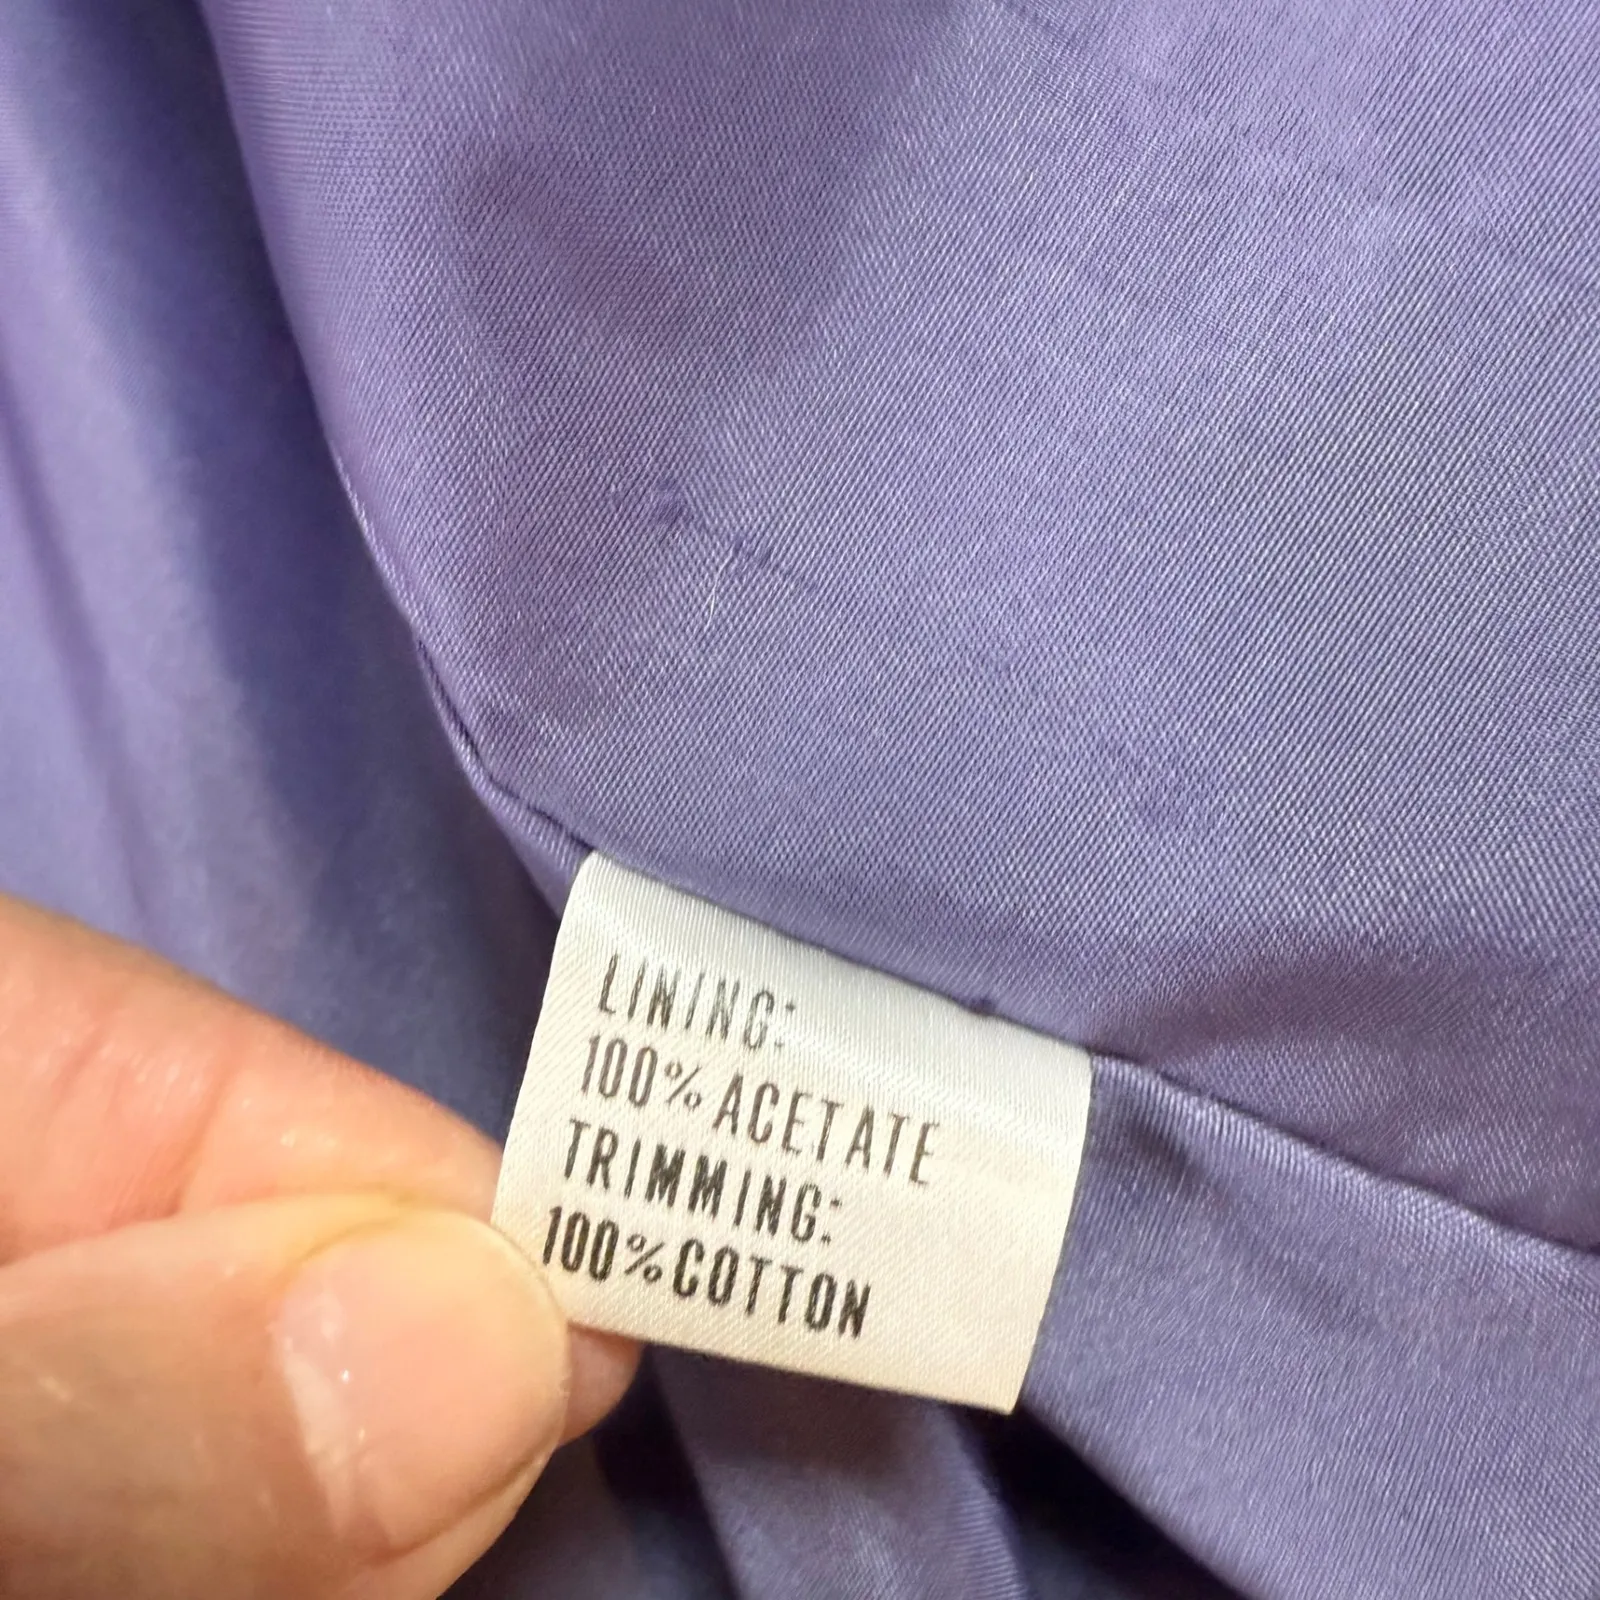 LINING:
100% ACETATE
TRIMMING:
100% COTTON